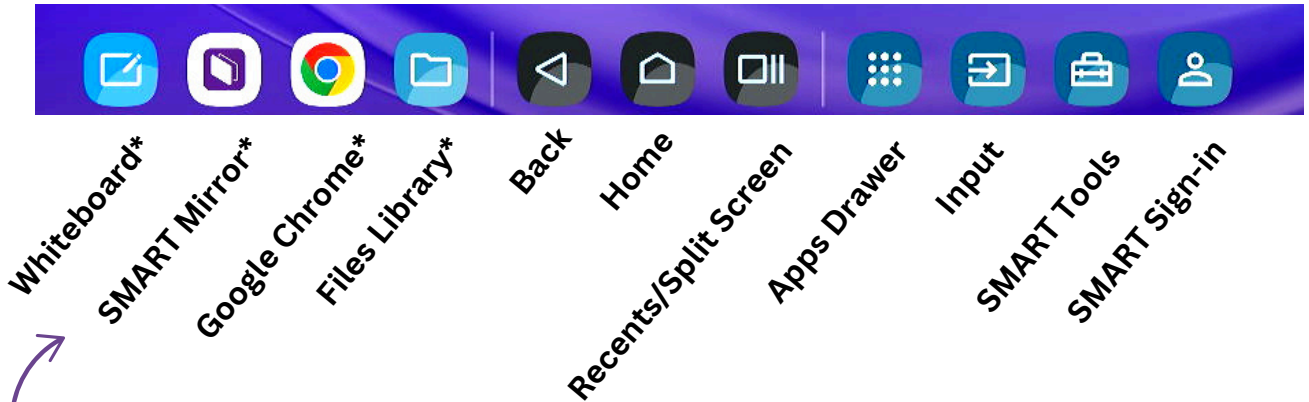 Whiteboard*
SMART Mirror*
Google Chrome*
Files Library*
Back
Home
Recents/Split Screen
Apps Drawer
Input
SMART Tools
SMART Sign-in